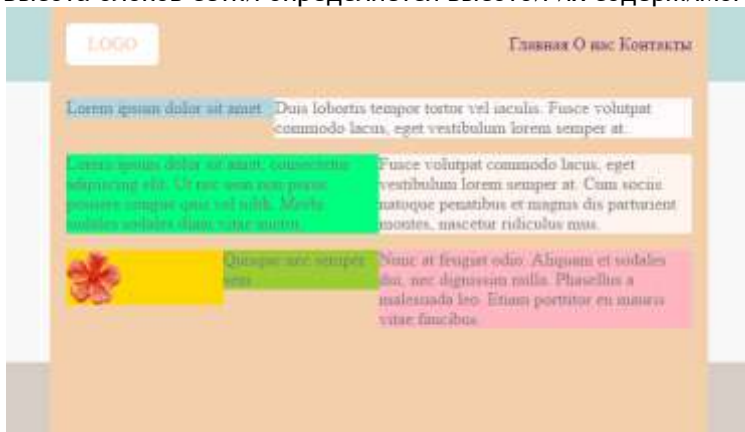 высота блоков сетки определяется высотой их содержимого
LOGO
Главная О нас Контакты
Lorem ipsum dolor sit amet
Duis lobortis tempor tortor vel iaculis. Fusce volutpat
commodo lacus, eget vestibulum lorem semper at.
Lorem ipsum dolor sit amet, consectetur
adipiscing elit. Ut nec sem non purus
posuere congue quis vel nibh. Morbi
sodales sodales diam vitae auctor.
Fusce volutpat commodo lacus, eget
vestibulum lorem semper at. Cum sociis
natoque penatibus et magnis dis parturient
montes, nascetur ridiculus mus.
Quisque nec semper
sem.
Nunc at feugiat odio. Aliquam et sodales
dui, nec dignissim nulla. Phasellus a
malesuada leo. Etiam porttitor eu mauris
vitae faucibus.